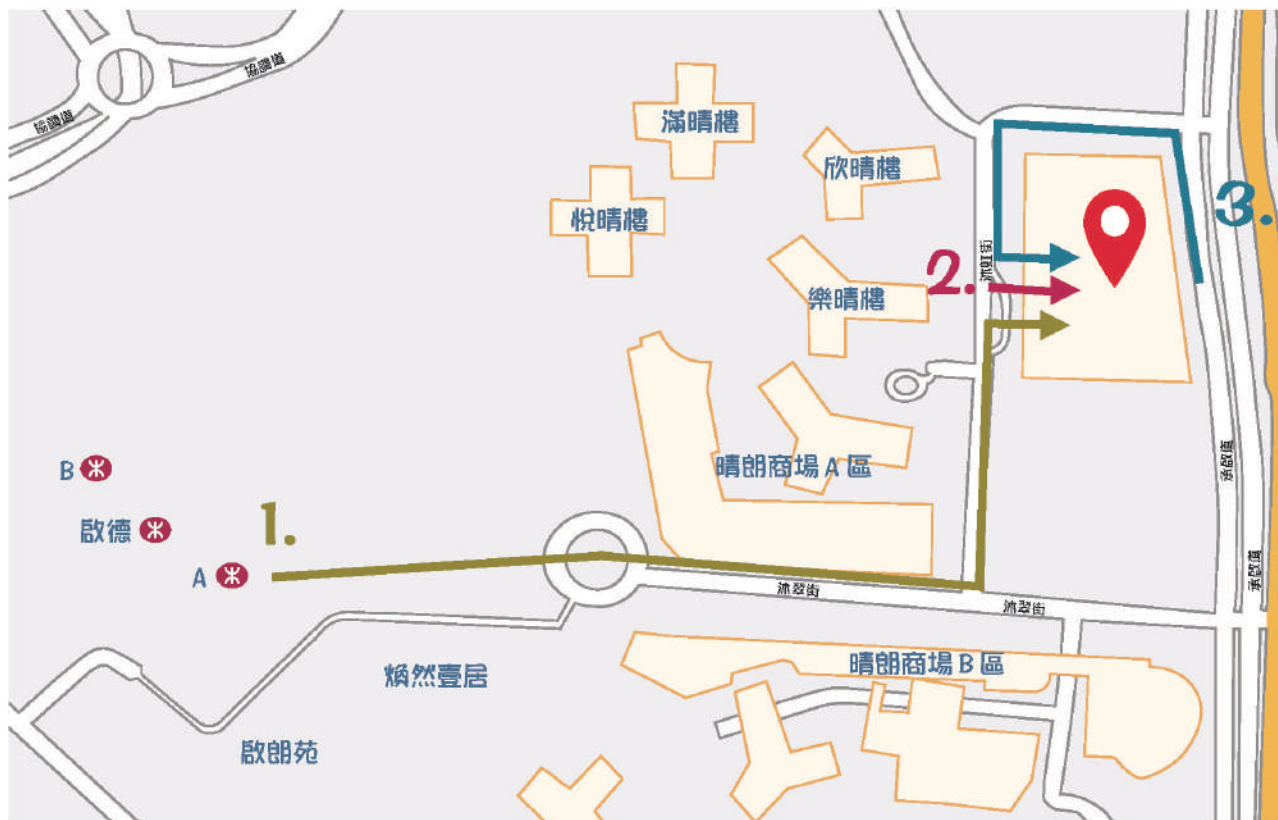 協調道
協調道
滿晴樓
欣晴樓
悅晴樓
3.
沐虹街
2.
樂晴樓
晴朗商場 A 區
承啟道
B
1.
啟德
A
承啟道
沐翠街
沐翠街
晴朗商場 B 區
煥然壹居
啟朗苑